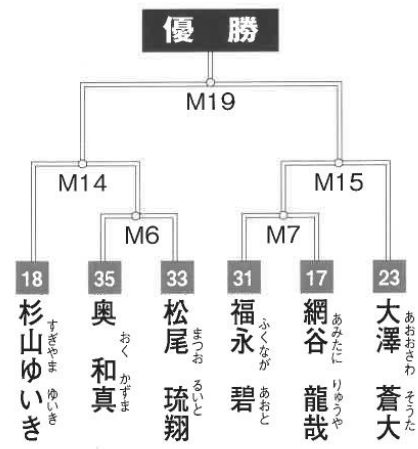 優勝
M19
M14
M15
M6
M7
18
35
33
31
17
23
杉山ゆいき
すぎやま ゆいき
奥 和真
おく かずま
松尾 琉翔
まつお るいと
福永 碧
ふくなが あおと
網谷 龍哉
あみたに りゅうや
大澤 蒼大
あおおさわ そうた